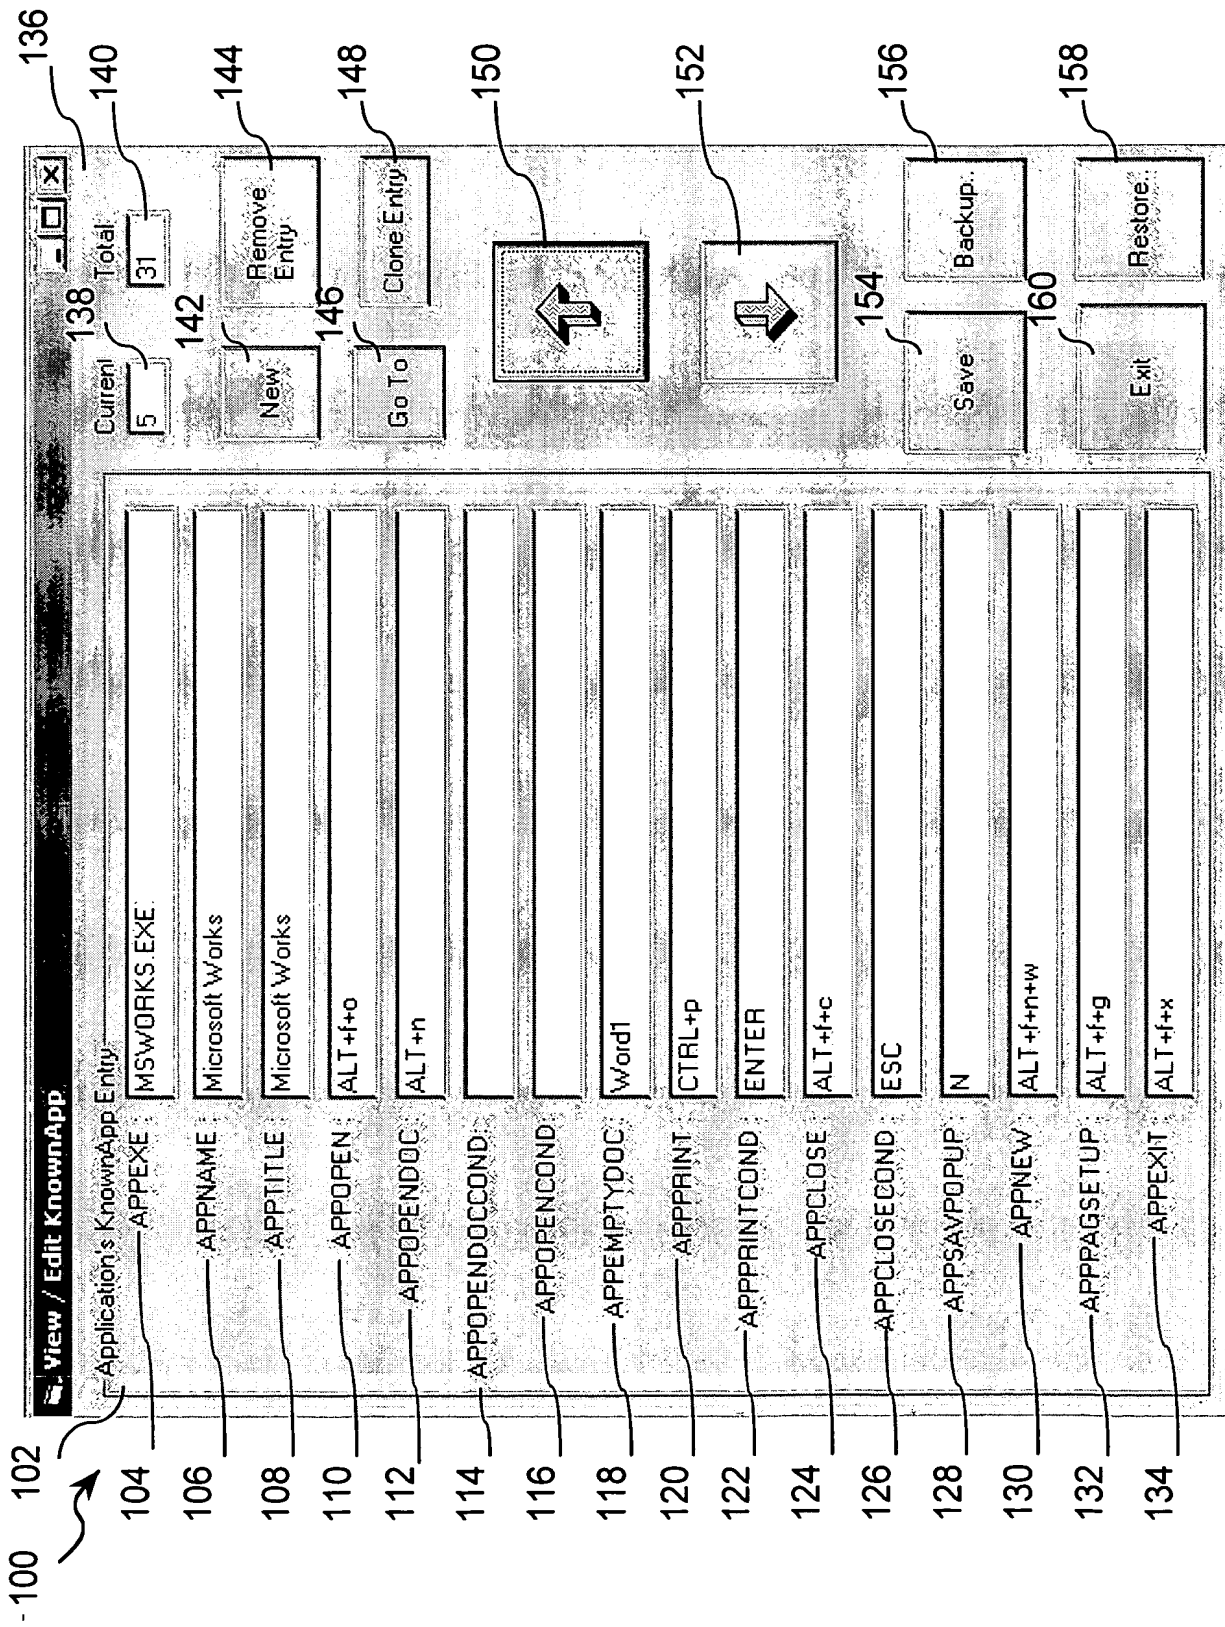 100
102
136
View / Edit KnownApp
Application's KnownApp Entry:
104 APPEXE : MSWORKS.EXE
106 APPNAME : Microsoft Works
108 APPTITLE : Microsoft Works
110 APPOPEN : ALT+f+o
112 APPOPENDOC : ALT+n
114 APPOPENDOCCOND:
116 APPOPENCOND :
118 APPEMPTYDOC : Word1
120 APPPRINT : CTRL+p
122 APPPRINTCOND : ENTER
124 APPCLOSE : ALT+f+c
126 APPCLOSECOND : ESC
128 APPSAVPOPUP : N
130 APPNEW : ALT+f+n+w
132 APPPAGSETUP : ALT+f+g
134 APPEXIT : ALT+f+x
Current 138
5
Total: 140
31
New 142
Remove Entry 144
Go To 146
Clone Entry 148
150
152
Save 154
Backup.. 156
Exit 160
Restore.. 158